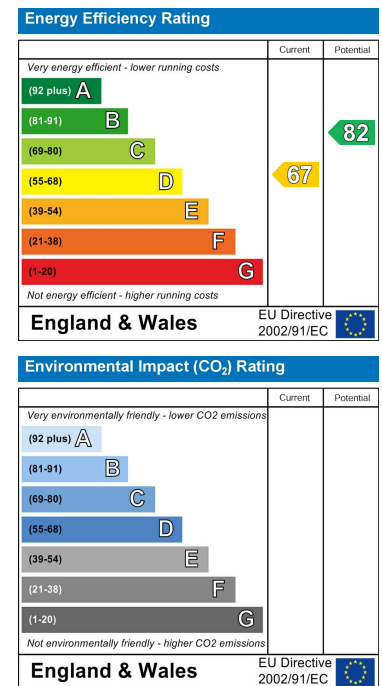 Energy Efficiency Rating
Current Potential
Very energy efficient - lower running costs
(92 plus) A
(81-91) B
(69-80) C
(55-68) D
(39-54) E
(21-38) F
(1-20) G
82
67
Not energy efficient - higher running costs
England & Wales
EU Directive
2002/91/EC
Environmental Impact (CO₂) Rating
Current Potential
Very environmentally friendly - lower CO2 emissions
(92 plus) A
(81-91) B
(69-80) C
(55-68) D
(39-54) E
(21-38) F
(1-20) G
Not environmentally friendly - higher CO2 emissions
England & Wales
EU Directive
2002/91/EC